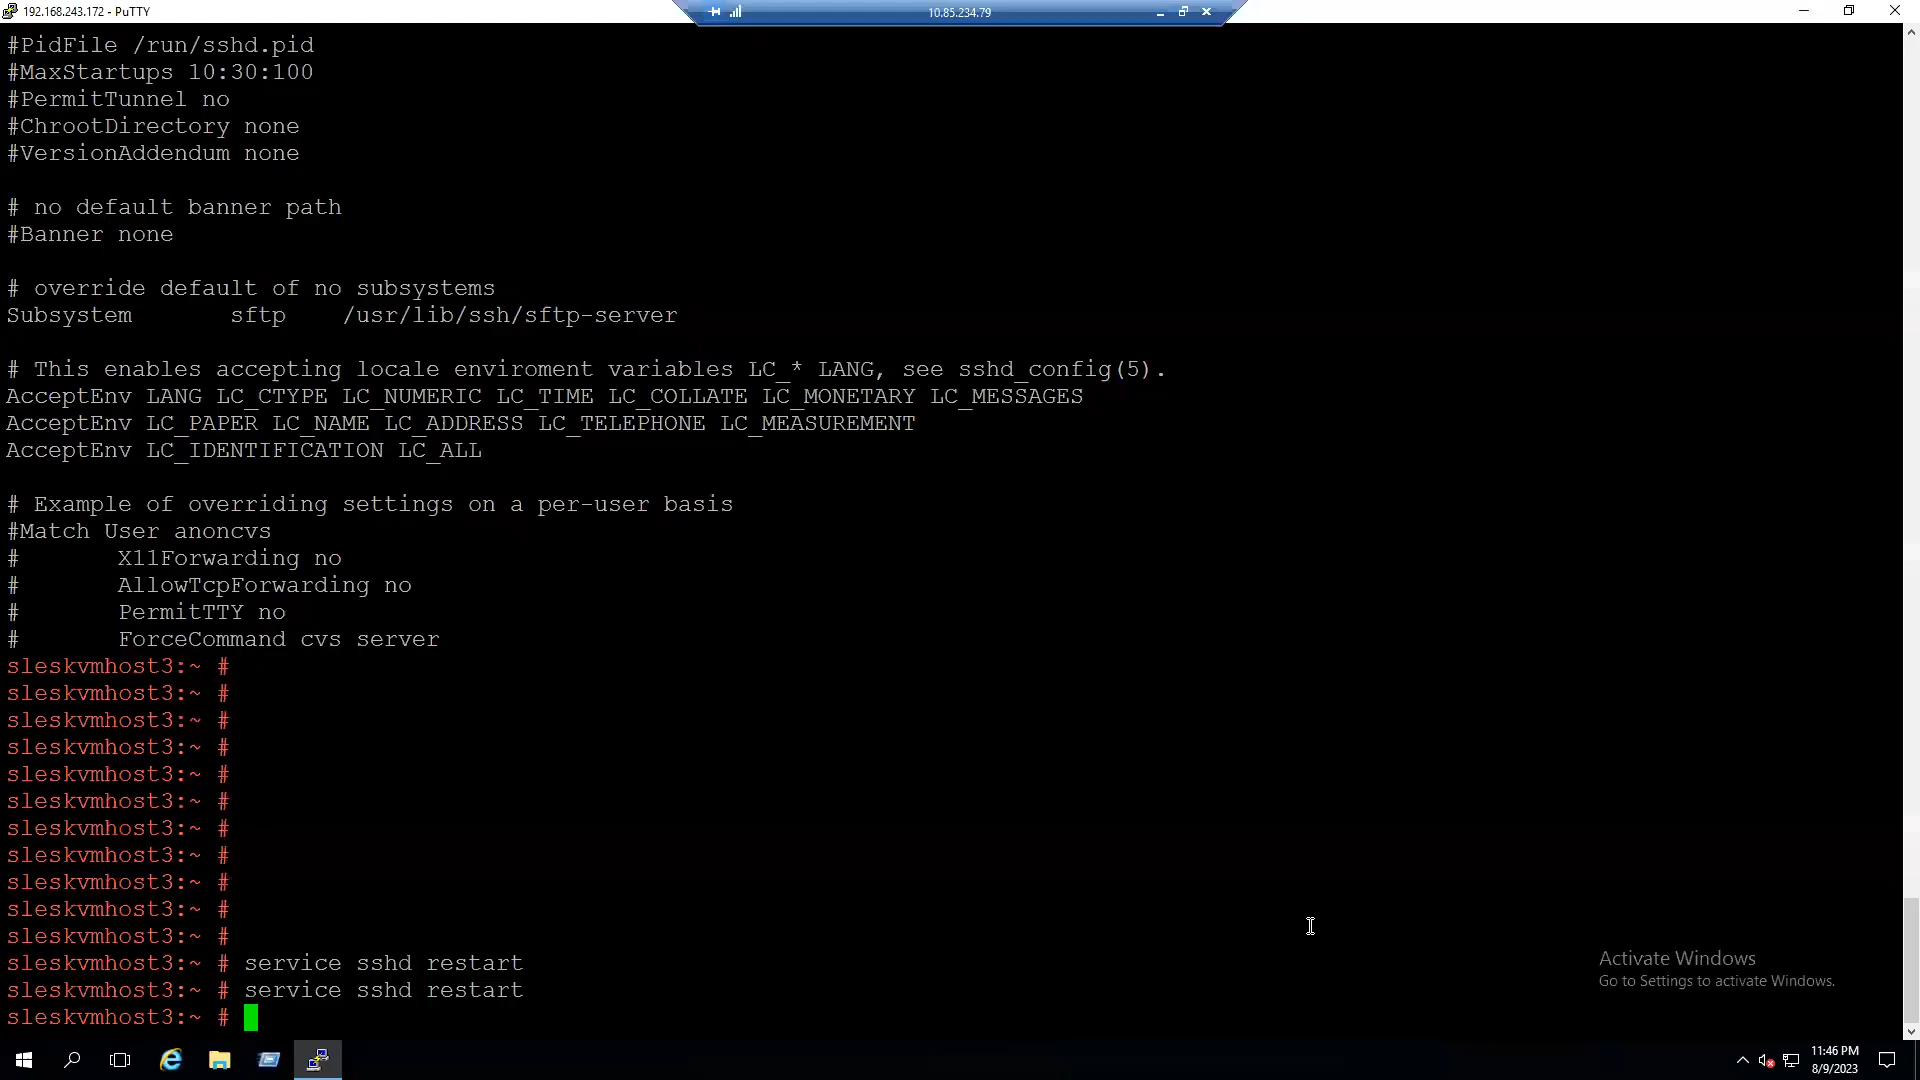 192.168.243.172 - PuTTY
10.85.234.79
#PidFile /run/sshd.pid
#MaxStartups 10:30:100
#PermitTunnel no
#ChrootDirectory none
#VersionAddendum none
# no default banner path
#Banner none
# override default of no subsystems
Subsystem sftp /usr/lib/ssh/sftp-server
# This enables accepting locale enviroment variables LC_* LANG, see sshd_config(5).
AcceptEnv LANG LC_CTYPE LC_NUMERIC LC_TIME LC_COLLATE LC_MONETARY LC_MESSAGES
AcceptEnv LC_PAPER LC_NAME LC_ADDRESS LC_TELEPHONE LC_MEASUREMENT
AcceptEnv LC_IDENTIFICATION LC_ALL
# Example of overriding settings on a per-user basis
#Match User anoncvs
# X11Forwarding no
# AllowTcpForwarding no
# PermitTTY no
# ForceCommand cvs server
sleskvmhost3:~ #
sleskvmhost3:~ #
sleskvmhost3:~ #
sleskvmhost3:~ #
sleskvmhost3:~ #
sleskvmhost3:~ #
sleskvmhost3:~ #
sleskvmhost3:~ #
sleskvmhost3:~ #
sleskvmhost3:~ #
sleskvmhost3:~ #
sleskvmhost3:~ # service sshd restart
sleskvmhost3:~ # service sshd restart
sleskvmhost3:~ #
Activate Windows
Go to Settings to activate Windows.
11:46 PM
8/9/2023